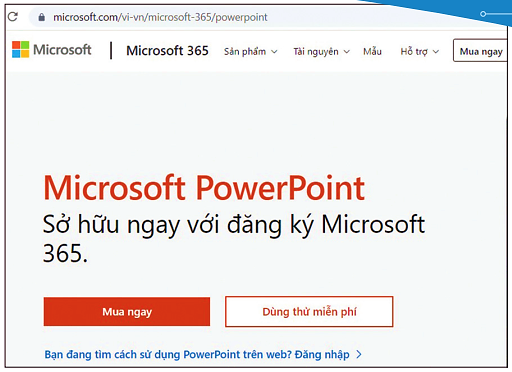 microsoft.com/vi-vn/microsoft-365/powerpoint
Microsoft | Microsoft 365 Sản phẩm Tài nguyên Mẫu Hỗ trợ Mua ngay
Microsoft PowerPoint
Sở hữu ngay với đăng ký Microsoft
365.
Mua ngay Dùng thử miễn phí
Bạn đang tìm cách sử dụng PowerPoint trên web? Đăng nhập >